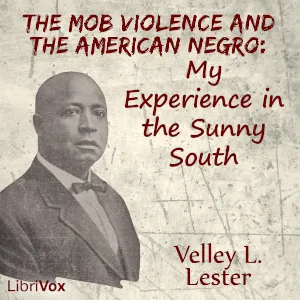 THE MOB VIOLENCE AND
THE AMERICAN NEGRO:
My
Experience in
the Sunny
South
Velley L.
Lester
LibriVox